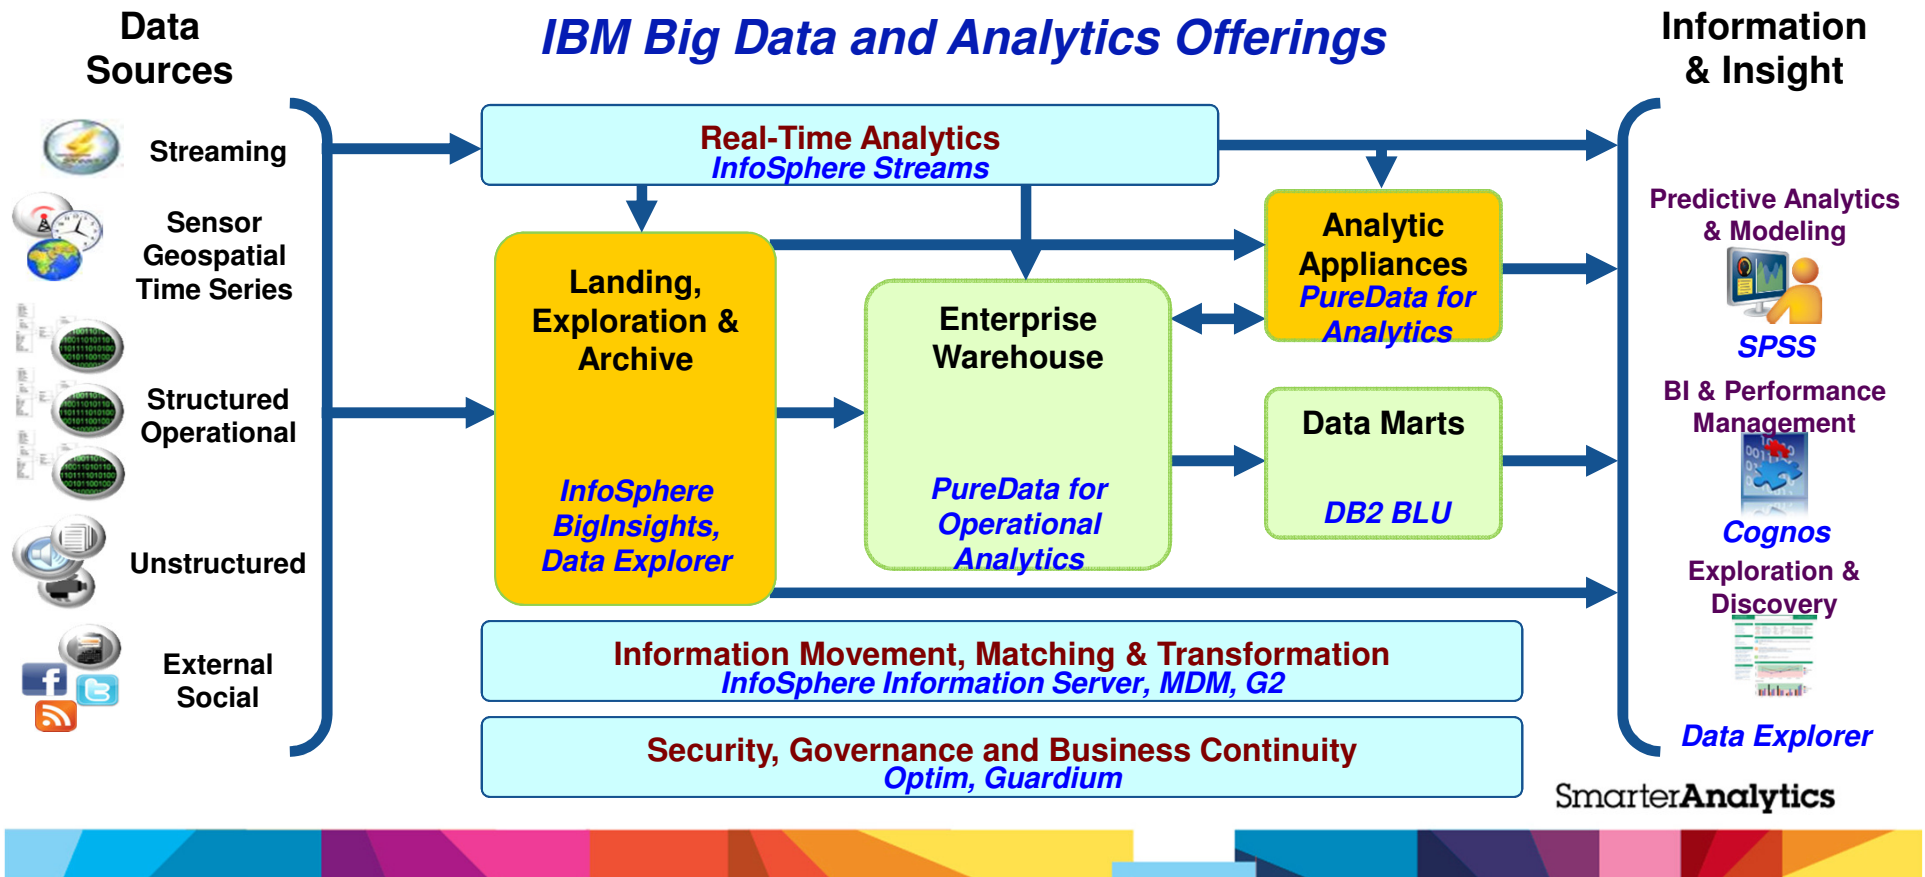 Data
Sources
IBM Big Data and Analytics Offerings
Information
& Insight
Streaming
Sensor
Geospatial
Time Series
Structured
Operational
Unstructured
External
Social
Real-Time Analytics
InfoSphere Streams
Landing,
Exploration &
Archive
InfoSphere
BigInsights,
Data Explorer
Enterprise
Warehouse
PureData for
Operational
Analytics
Analytic
Appliances
PureData for
Analytics
Data Marts
DB2 BLU
Information Movement, Matching & Transformation
InfoSphere Information Server, MDM, G2
Security, Governance and Business Continuity
Optim, Guardium
Predictive Analytics
& Modeling
SPSS
BI & Performance
Management
Cognos
Exploration &
Discovery
Data Explorer
SmarterAnalytics